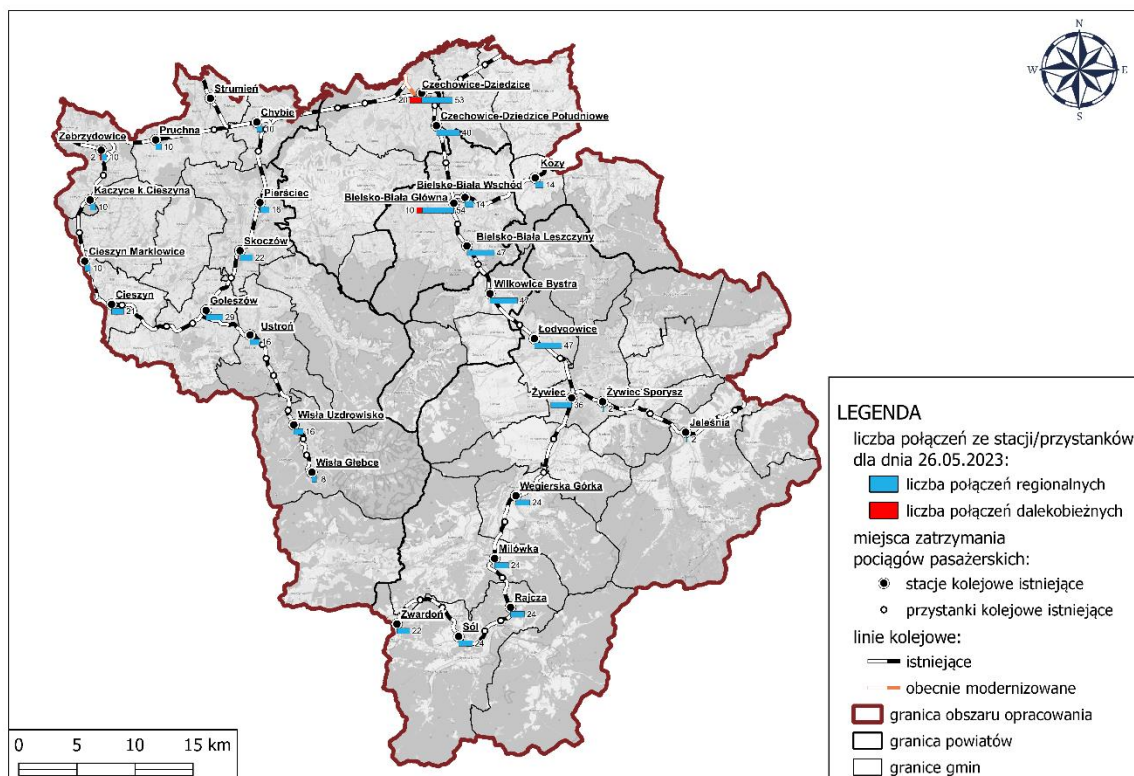 N
W
E
S
Strumień
Czechowice-Dziedzice
20
53
Chybie
10
Czechowice-Dziedzice Południowe
40
Zebrzydowice
2
10
Pruchna
10
Kozy
14
Bielsko-Biała Wschód
14
Kaczyce k Cieszyna
10
Pierściec
16
Bielsko-Biała Główna
10
54
Skoczów
22
Bielsko-Biała Leszczyny
47
Cieszyn Marklowice
10
Wilkowice Bystra
47
Cieszyn
21
Goleszów
29
Ustroń
16
Łodygowice
47
Żywiec
36
Żywiec Sporysz
2
Jeleśnia
2
Wisła Uzdrowisko
16
Wisła Głębce
8
Węgierska Górka
24
Milówka
24
Rajcza
24
Zwardoń
22
Sól
24
LEGENDA
liczba połączeń ze stacji/przystanków
dla dnia 26.05.2023:
liczba połączeń regionalnych
liczba połączeń dalekobieżnych
miejsca zatrzymania
pociągów pasażerskich:
stacje kolejowe istniejące
przystanki kolejowe istniejące
linie kolejowe:
istniejące
obecnie modernizowane
granica obszaru opracowania
granica powiatów
granice gmin
0 5 10 15 km